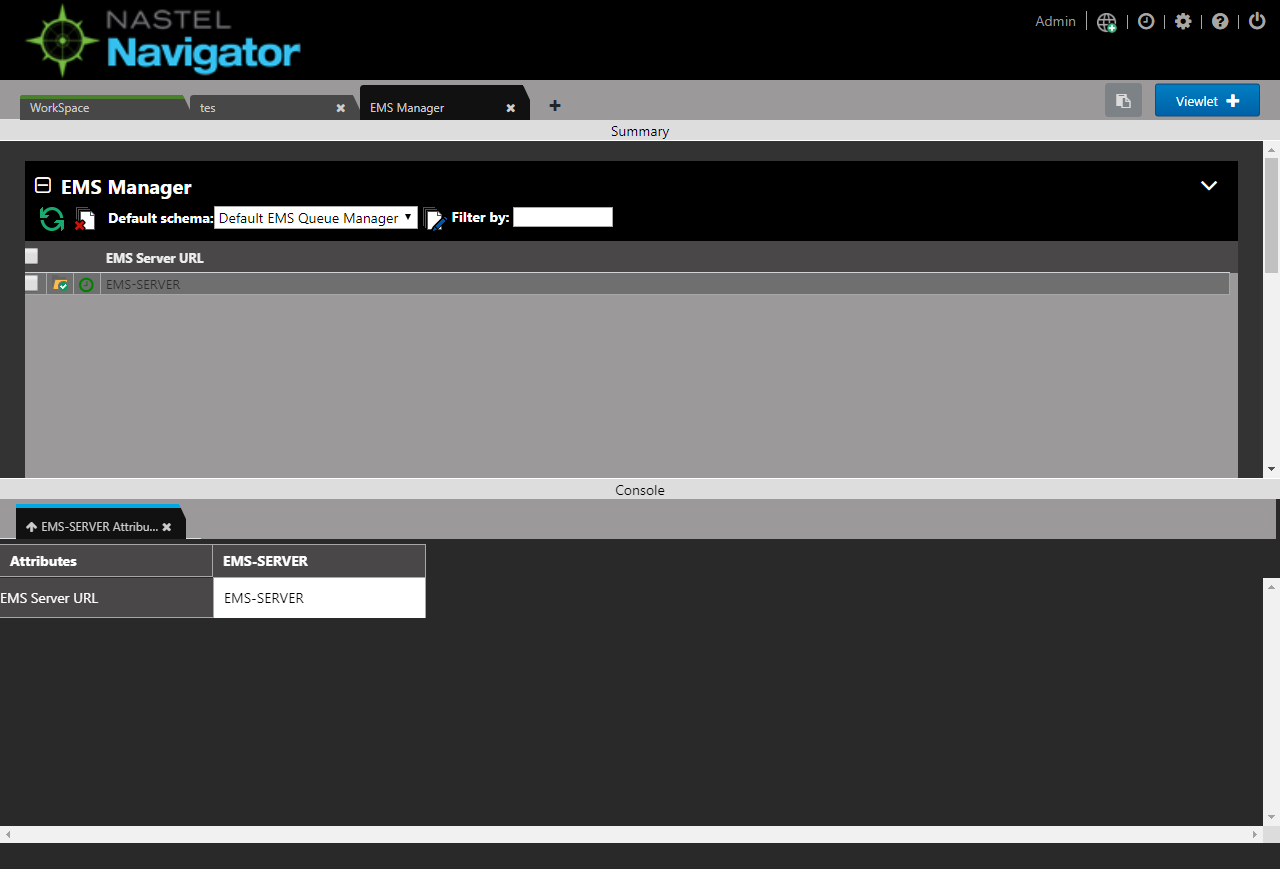 NASTEL
Navigator
Admin
WorkSpace
tes
EMS Manager
Viewlet
Summary
EMS Manager
Default schema: Default EMS Queue Manager Filter by:
EMS Server URL
EMS-SERVER
Console
EMS-SERVER Attribu...
Attributes EMS-SERVER
EMS Server URL EMS-SERVER